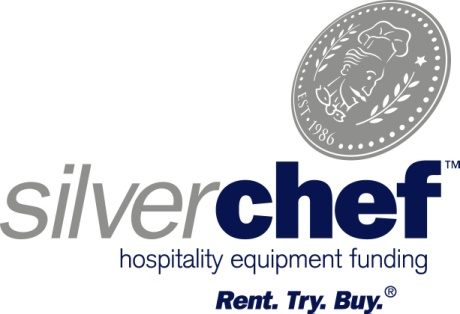 EST. 1986
silverchef™
hospitality equipment funding
Rent. Try. Buy.®